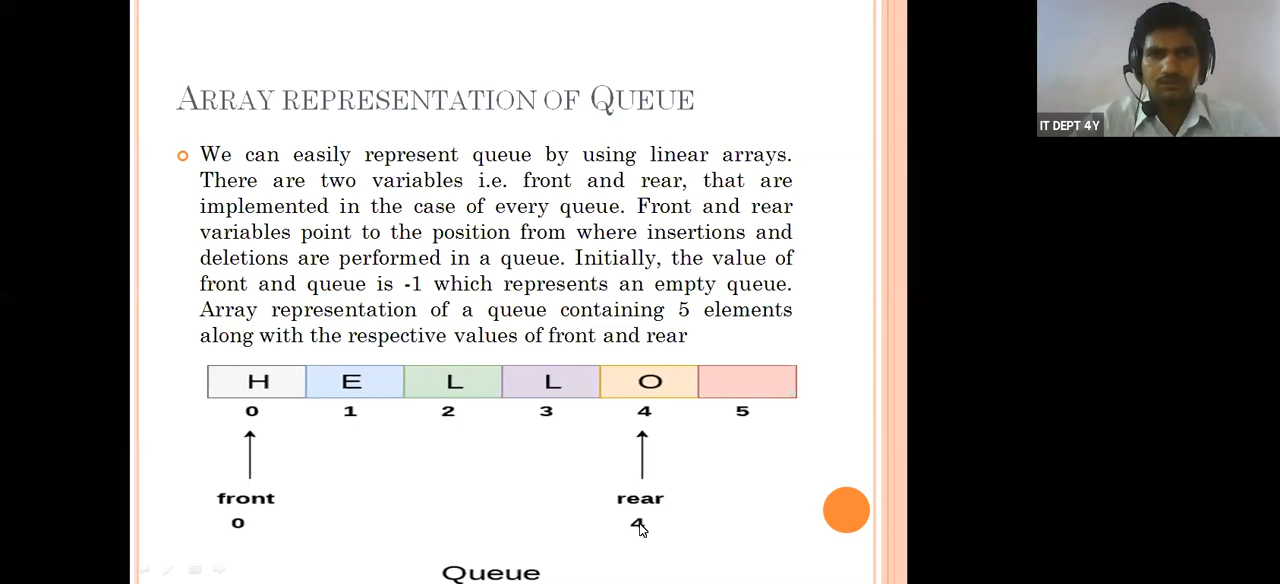 ARRAY REPRESENTATION OF QUEUE
We can easily represent queue by using linear arrays.
There are two variables i.e. front and rear, that are
implemented in the case of every queue. Front and rear
variables point to the position from where insertions and
deletions are performed in a queue. Initially, the value of
front and queue is -1 which represents an empty queue.
Array representation of a queue containing 5 elements
along with the respective values of front and rear
H E L L O
0 1 2 3 4 5
front rear
0 4
Queue
IT DEPT 4Y